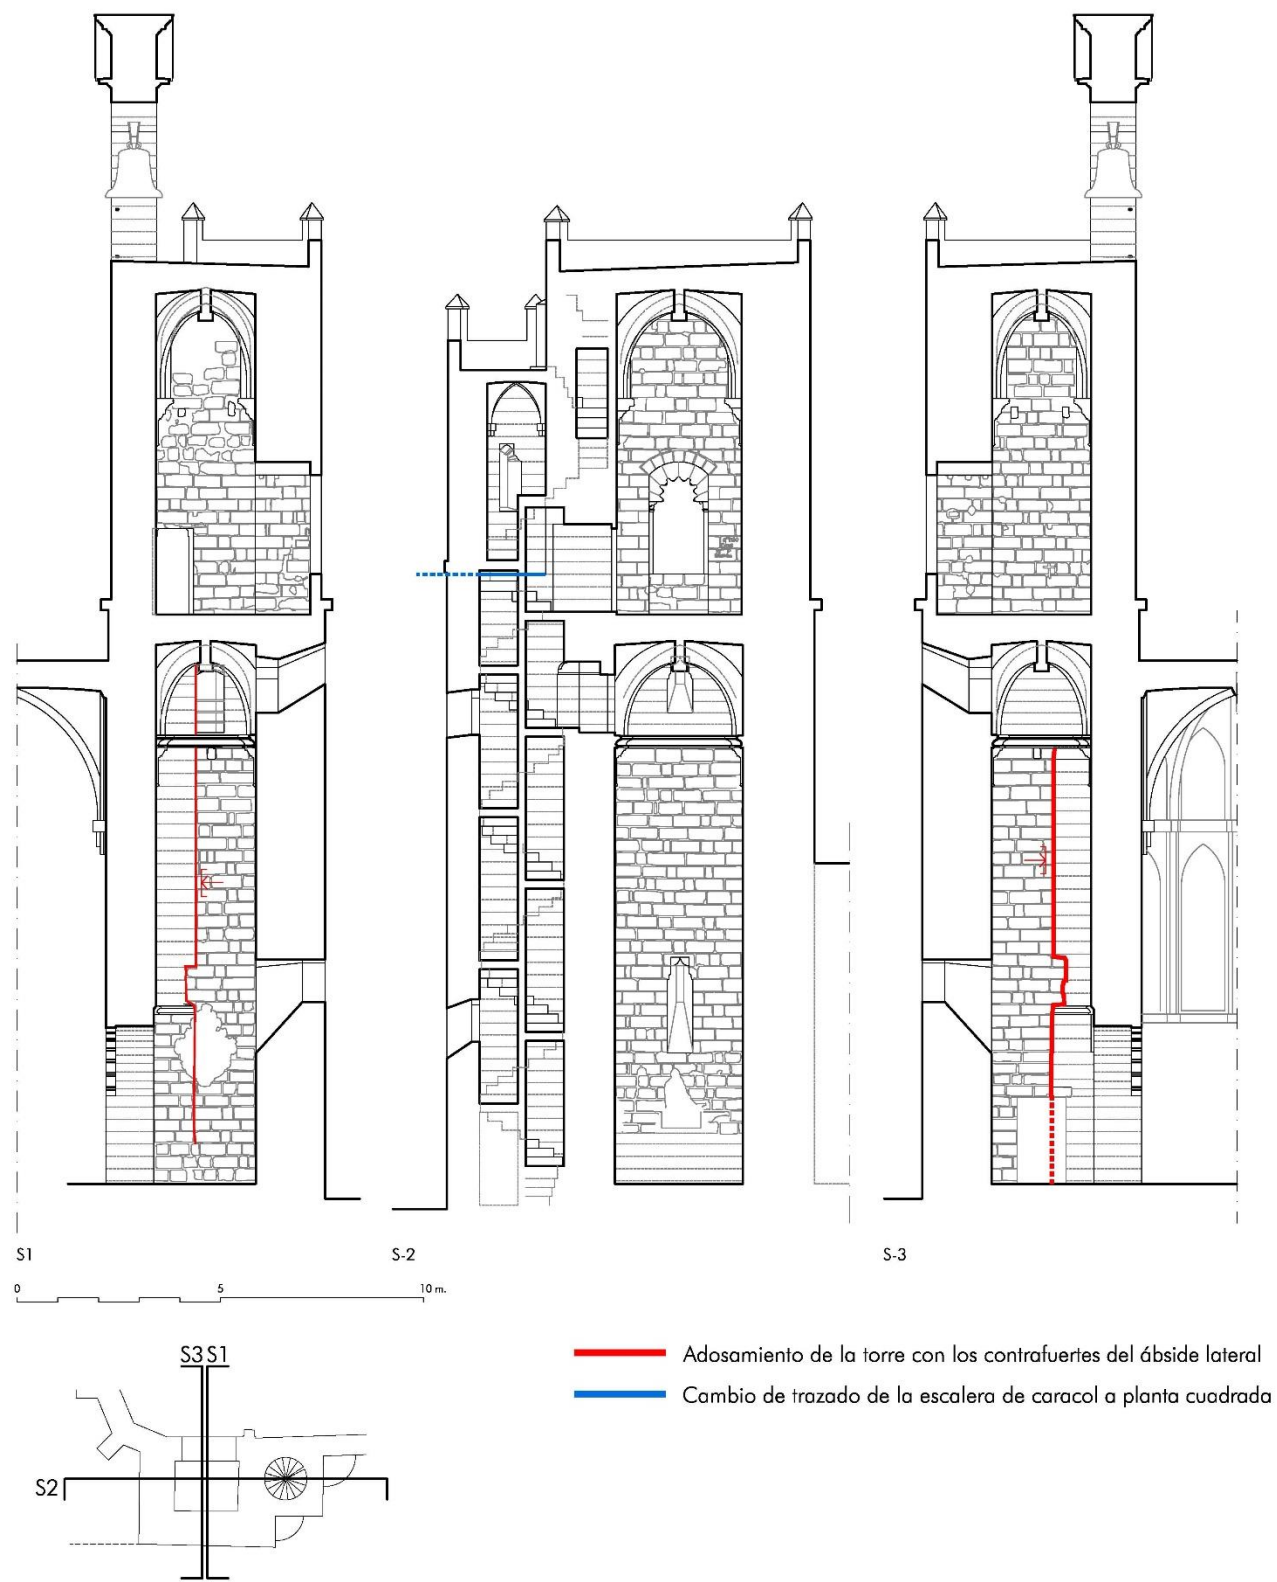 S1
S-2
S-3
0 5 10 m.
S3 S1
S2
Adosamiento de la torre con los contrafuertes del ábside lateral
Cambio de trazado de la escalera de caracol a planta cuadrada